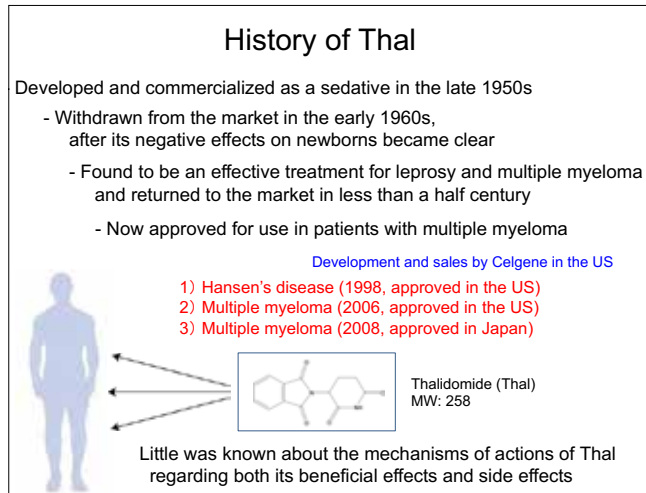 History of Thal
- Developed and commercialized as a sedative in the late 1950s
- Withdrawn from the market in the early 1960s,
after its negative effects on newborns became clear
- Found to be an effective treatment for leprosy and multiple myeloma
and returned to the market in less than a half century
- Now approved for use in patients with multiple myeloma
Development and sales by Celgene in the US
1) Hansen's disease (1998, approved in the US)
2) Multiple myeloma (2006, approved in the US)
3) Multiple myeloma (2008, approved in Japan)
Thalidomide (Thal)
MW: 258
Little was known about the mechanisms of actions of Thal
regarding both its beneficial effects and side effects